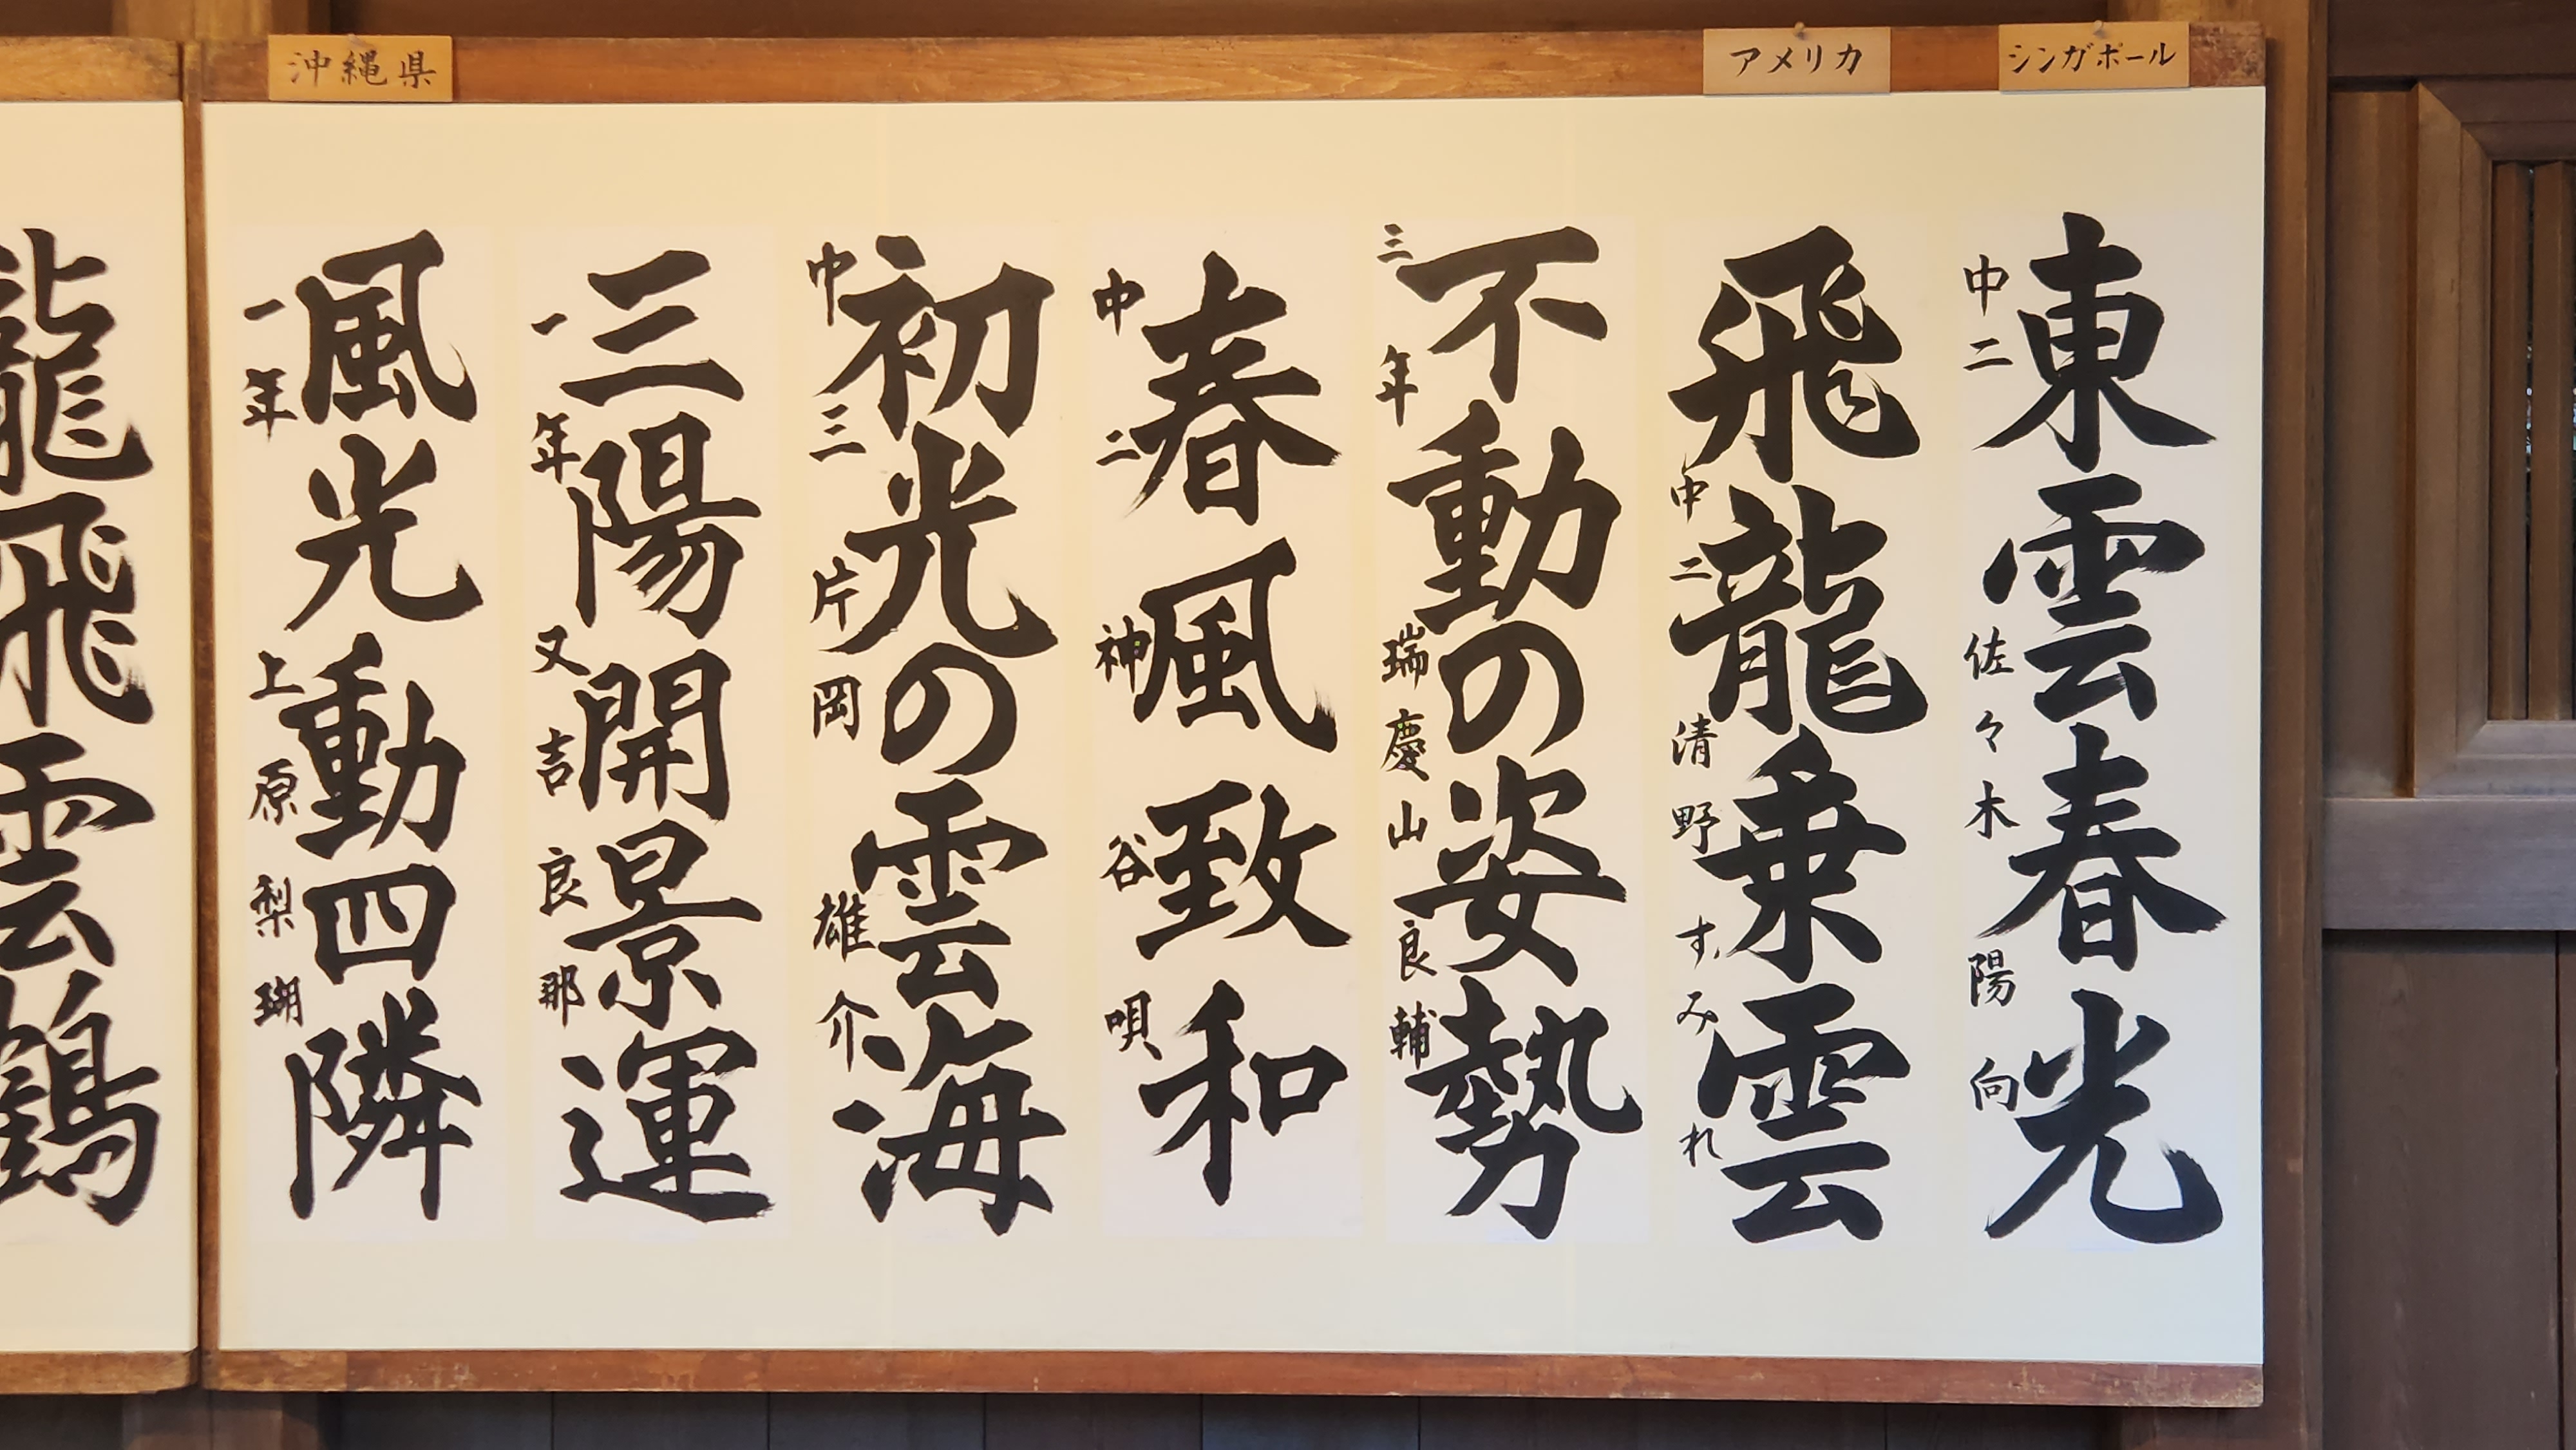 シンガポール
アメリカ
沖縄県
東雲春光
中二 佐々木 陽向
飛龍乗雲
中二 清野 すみれ
不動の姿勢
三年 瑞慶山 良輔
春風致和
中二 神谷 唄
初光の雲海
中三 片岡 雄介
三陽開景運
一年 又吉 良那
風光動四隣
一年 上原 梨瑚
龍飛雲鶴